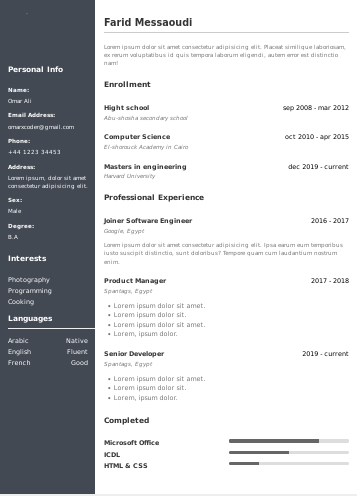 Personal Info
Name:
Omar Ali
Email Address:
omarxcoder@gmail.com
Phone:
+44 1223 34453
Address:
Lorem ipsum, dolor sit amet
consectetur adipisicing elit.
Sex:
Male
Degree:
B.A
Interests
Photography
Programming
Cooking
Languages
Arabic Native
English Fluent
French Good
Farid Messaoudi
Lorem ipsum dolor sit amet consectetur adipisicing elit. Placeat similique laboriosam,
ex rerum voluptatibus id quis tempora laborum eligendi, autem error est distinctio
nam!
Enrollment
Hight school sep 2008 - mar 2012
Abu-shosha secondary school
Computer Science oct 2010 - apr 2015
El-shorouck Academy in Cairo
Masters in engineering dec 2019 - current
Harvard University
Professional Experience
Joiner Software Engineer 2016 - 2017
Google, Egypt
Lorem ipsum dolor sit amet consectetur adipisicing elit. Ipsa earum eum temporibus
iusto suscipit distinctio, sunt doloribus? Tempore quam cum laudantium nostrum
enim.
Product Manager 2017 - 2018
Spantags, Egypt
• Lorem ipsum dolor sit amet.
• Lorem ipsum dolor sit.
• Lorem ipsum dolor sit amet.
• Lorem, ipsum dolor.
Senior Developer 2019 - current
Spantags, Egypt
• Lorem ipsum dolor sit amet.
• Lorem ipsum dolor sit.
• Lorem, ipsum dolor.
Completed
Microsoft Office
ICDL
HTML & CSS